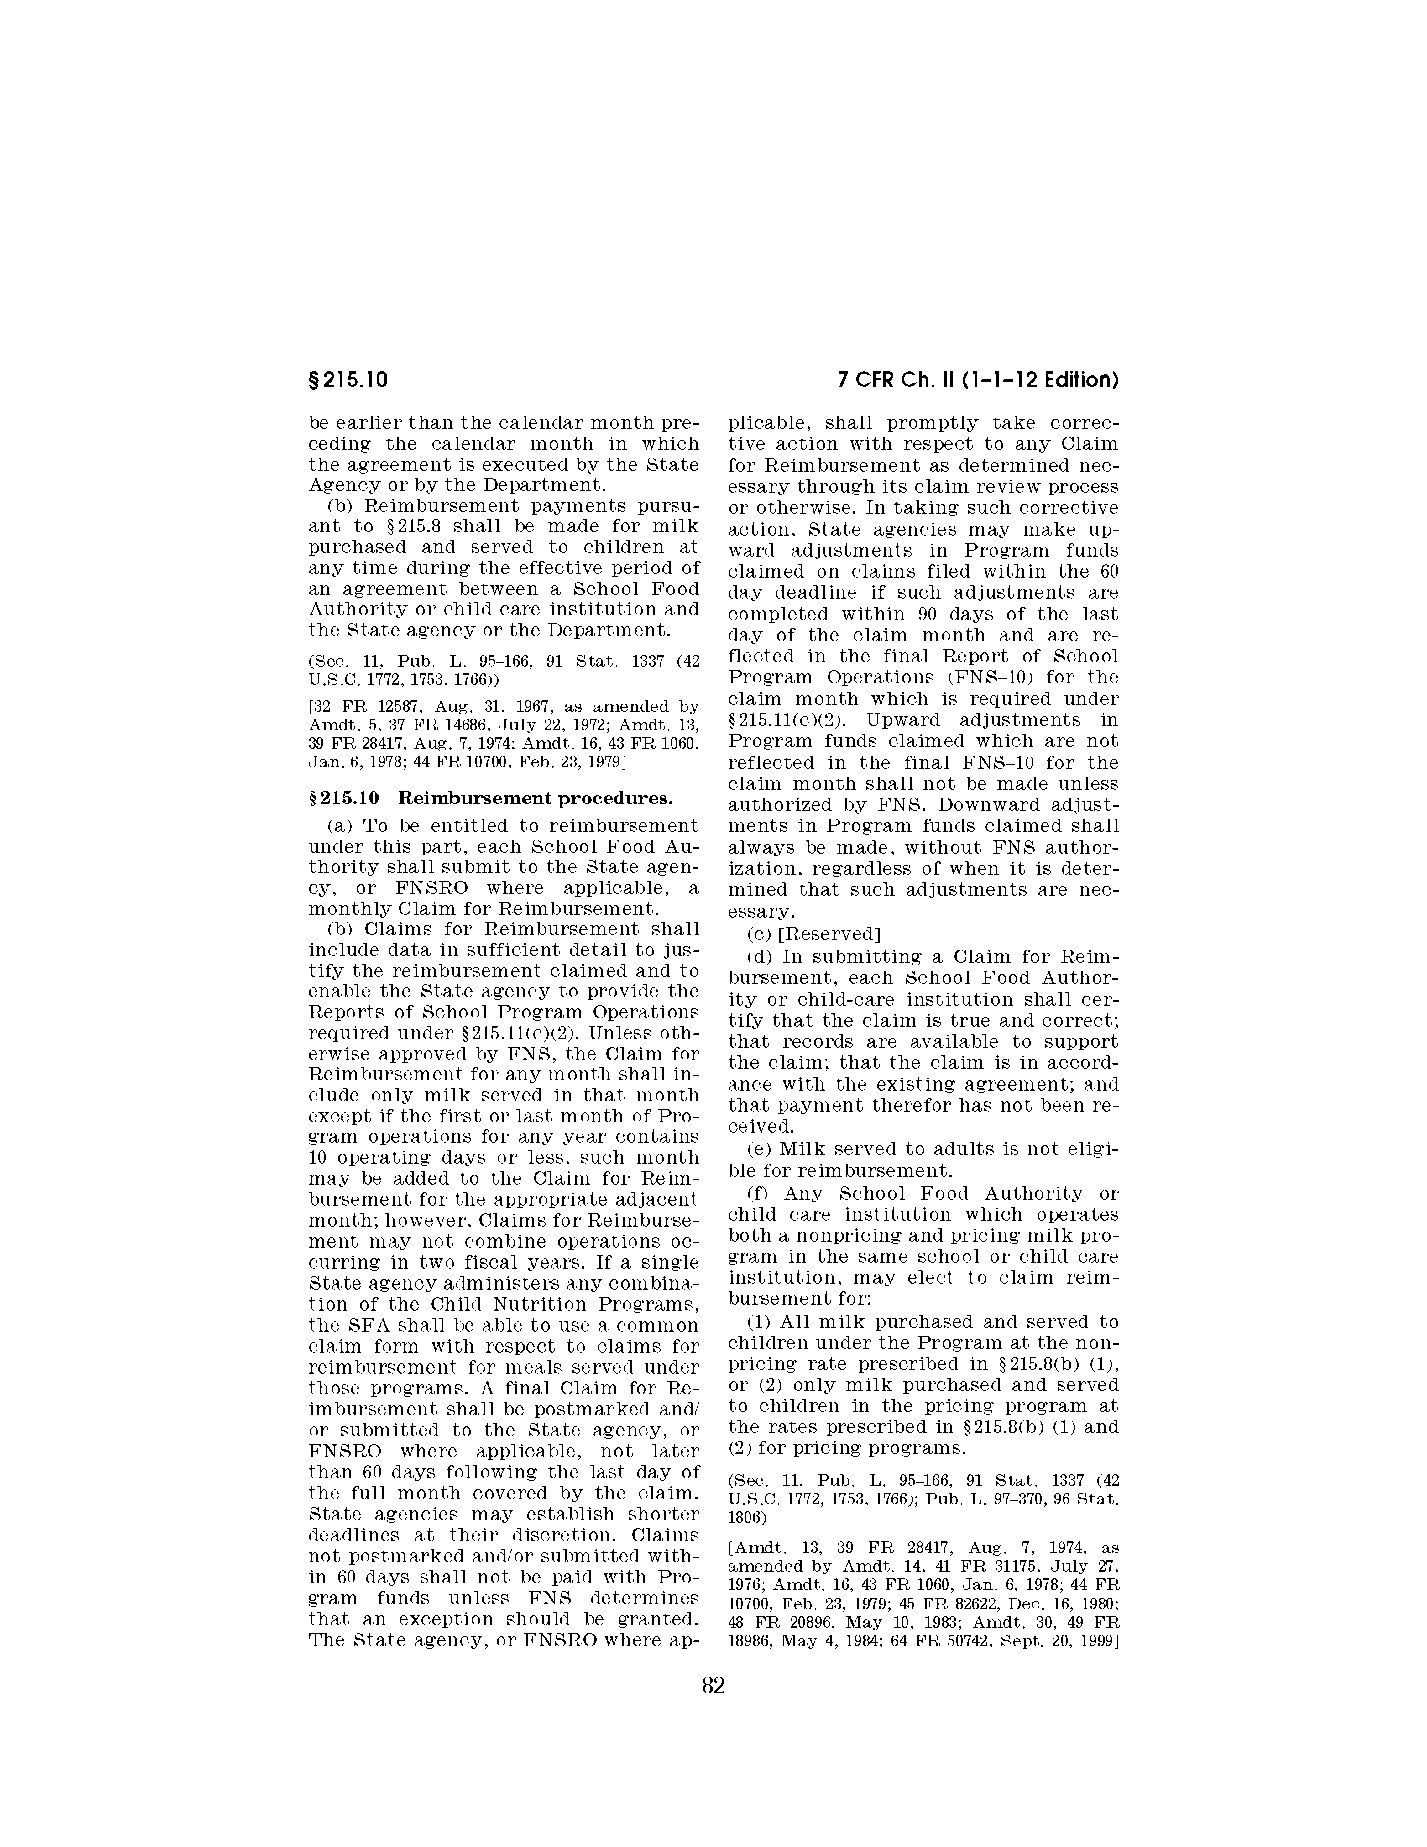 § 215.10
7 CFR Ch. II (1–1–12 Edition)
be earlier than the calendar month pre-
ceding the calendar month in which
the agreement is executed by the State
Agency or by the Department.
(b) Reimbursement payments pursu-
ant to §215.8 shall be made for milk
purchased and served to children at
any time during the effective period of
an agreement between a School Food
Authority or child care institution and
the State agency or the Department.
(Sec. 11, Pub. L. 95–166, 91 Stat. 1337 (42
U.S.C. 1772, 1753, 1766))
[32 FR 12587, Aug. 31, 1967, as amended by
Amdt. 5, 37 FR 14686, July 22, 1972; Amdt. 13,
39 FR 28417, Aug. 7, 1974; Amdt. 16, 43 FR 1060,
Jan. 6, 1978; 44 FR 10700, Feb. 23, 1979]
§ 215.10 Reimbursement procedures.
(a) To be entitled to reimbursement
under this part, each School Food Au-
thority shall submit to the State agen-
cy, or FNSRO where applicable, a
monthly Claim for Reimbursement.
(b) Claims for Reimbursement shall
include data in sufficient detail to jus-
tify the reimbursement claimed and to
enable the State agency to provide the
Reports of School Program Operations
required under §215.11(c)(2). Unless oth-
erwise approved by FNS, the Claim for
Reimbursement for any month shall in-
clude only milk served in that month
except if the first or last month of Pro-
gram operations for any year contains
10 operating days or less, such month
may be added to the Claim for Reim-
bursement for the appropriate adjacent
month; however, Claims for Reimburse-
ment may not combine operations oc-
curring in two fiscal years. If a single
State agency administers any combina-
tion of the Child Nutrition Programs,
the SFA shall be able to use a common
claim form with respect to claims for
reimbursement for meals served under
those programs. A final Claim for Re-
imbursement shall be postmarked and/
or submitted to the State agency, or
FNSRO where applicable, not later
than 60 days following the last day of
the full month covered by the claim.
State agencies may establish shorter
deadlines at their discretion. Claims
not postmarked and/or submitted with-
in 60 days shall not be paid with Pro-
gram funds unless FNS determines
that an exception should be granted.
The State agency, or FNSRO where ap-
plicable, shall promptly take correc-
tive action with respect to any Claim
for Reimbursement as determined nec-
essary through its claim review process
or otherwise. In taking such corrective
action, State agencies may make up-
ward adjustments in Program funds
claimed on claims filed within the 60
day deadline if such adjustments are
completed within 90 days of the last
day of the claim month and are re-
flected in the final Report of School
Program Operations (FNS–10) for the
claim month which is required under
§215.11(c)(2). Upward adjustments in
Program funds claimed which are not
reflected in the final FNS–10 for the
claim month shall not be made unless
authorized by FNS. Downward adjust-
ments in Program funds claimed shall
always be made, without FNS author-
ization, regardless of when it is deter-
mined that such adjustments are nec-
essary.
(c) [Reserved]
(d) In submitting a Claim for Reim-
bursement, each School Food Author-
ity or child-care institution shall cer-
tify that the claim is true and correct;
that records are available to support
the claim; that the claim is in accord-
ance with the existing agreement; and
that payment therefor has not been re-
ceived.
(e) Milk served to adults is not eligi-
ble for reimbursement.
(f) Any School Food Authority or
child care institution which operates
both a nonpricing and pricing milk pro-
gram in the same school or child care
institution, may elect to claim reim-
bursement for:
(1) All milk purchased and served to
children under the Program at the non-
pricing rate prescribed in §215.8(b) (1),
or (2) only milk purchased and served
to children in the pricing program at
the rates prescribed in §215.8(b) (1) and
(2) for pricing programs.
(Sec. 11, Pub. L. 95–166, 91 Stat. 1337 (42
U.S.C. 1772, 1753, 1766); Pub. L. 97–370, 96 Stat.
1806)
[Amdt. 13, 39 FR 28417, Aug. 7, 1974, as
amended by Amdt. 14, 41 FR 31175, July 27,
1976; Amdt. 16, 43 FR 1060, Jan. 6, 1978; 44 FR
10700, Feb. 23, 1979; 45 FR 82622, Dec. 16, 1980;
48 FR 20896, May 10, 1983; Amdt. 30, 49 FR
18986, May 4, 1984; 64 FR 50742, Sept. 20, 1999]
82